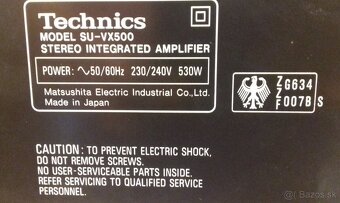 Technics
MODEL SU-VX500
STEREO INTEGRATED AMPLIFIER
POWER: ∼50/60Hz 230/240V 530W
Matsushita Electric Industrial Co., Ltd.
Made in Japan
Z G634
Z
F 007B S
CAUTION: TO PREVENT ELECTRIC SHOCK,
DO NOT REMOVE SCREWS.
NO USER-SERVICEABLE PARTS INSIDE.
REFER SERVICING TO QUALIFIED SERVICE
PERSONNEL.
Bazos.sk